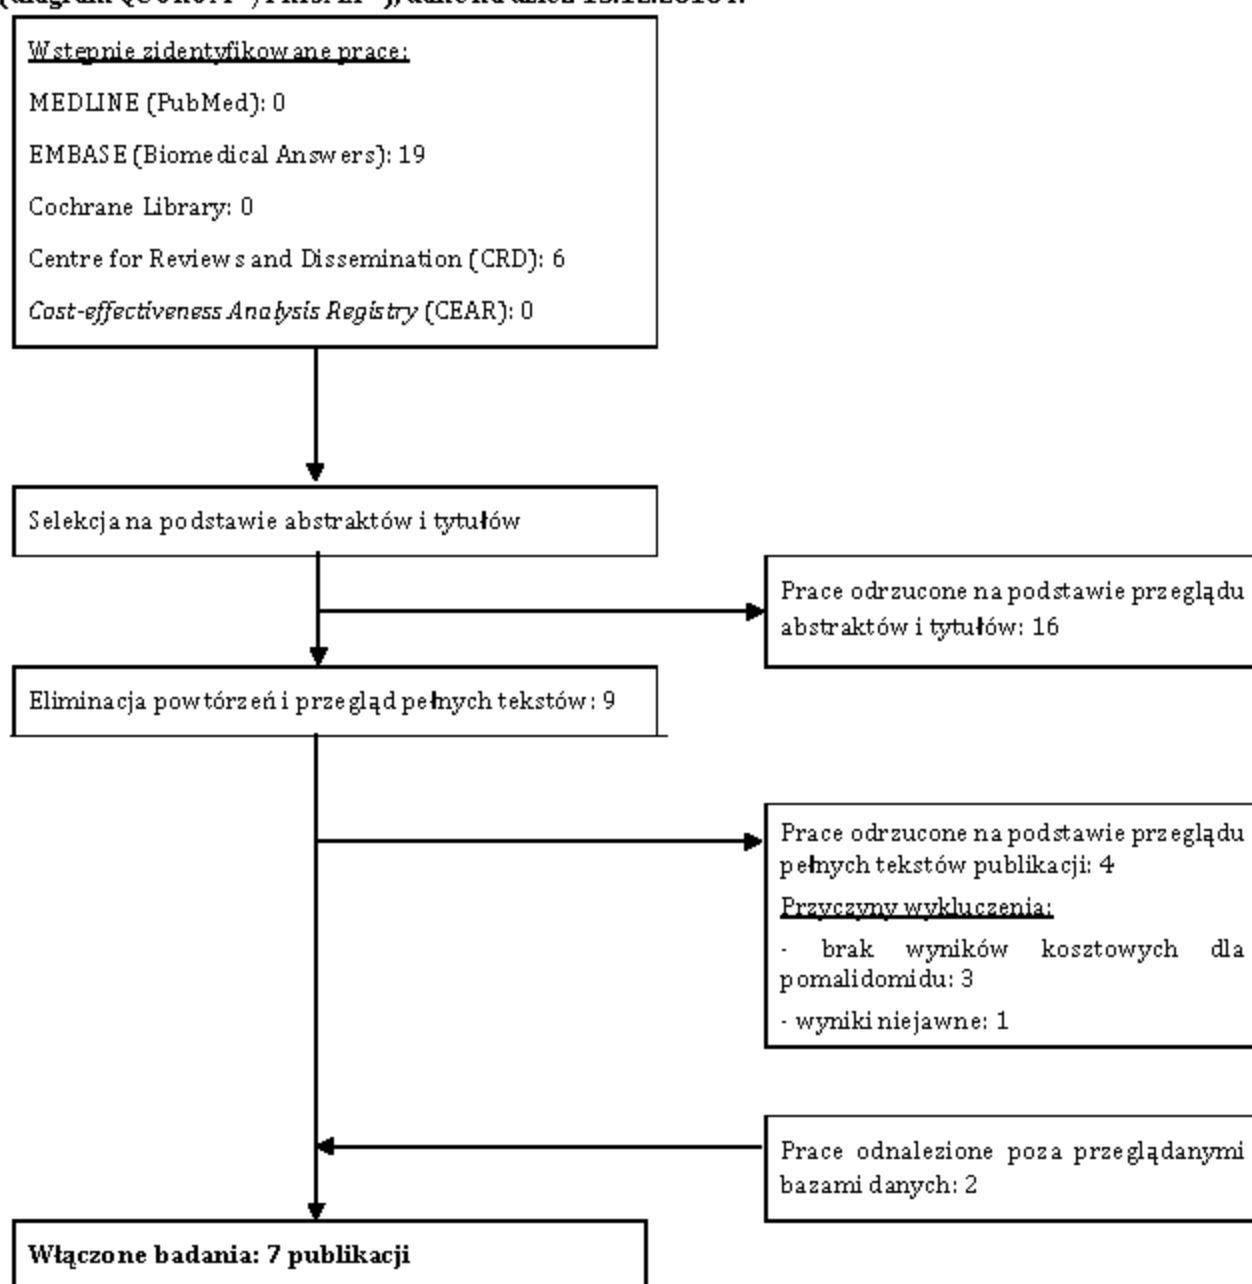 Wstępnie zidentyfikowane prace:
MEDLINE (PubMed): 0
EMBASE (Biomedical Answers): 19
Cochrane Library: 0
Centre for Reviews and Dissemination (CRD): 6
Cost-effectiveness Analysis Registry (CEAR): 0
Selekcja na podstawie abstraktów i tytułów
Prace odrzucone na podstawie przeglądu
abstraktów i tytułów: 16
Eliminacja powtórzeń i przegląd pełnych tekstów: 9
Prace odrzucone na podstawie przeglądu
pełnych tekstów publikacji: 4
Przyczyny wykluczenia:
- brak wyników kosztowych dla
pomalidomidu: 3
- wyniki niejawne: 1
Prace odnalezione poza przeglądanymi
bazami danych: 2
Włączone badania: 7 publikacji